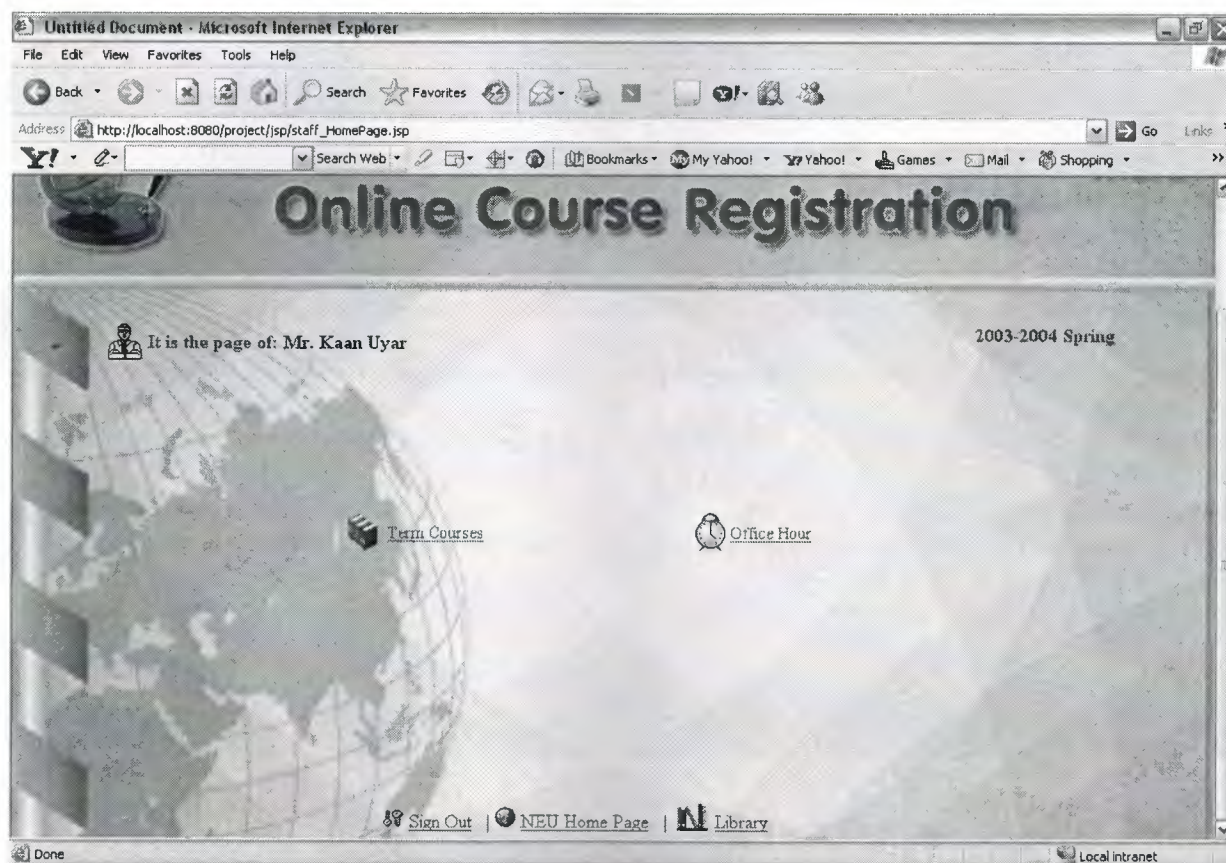 Untitled Document - Microsoft Internet Explorer
File Edit View Favorites Tools Help
Back Search Favorites
Address http://localhost:8080/project/jsp/staff_HomePage.jsp Go Links
Y! Search Web Bookmarks My Yahoo! Yahoo! Games Mail Shopping
Online Course Registration
It is the page of: Mr. Kaan Uyar 2003-2004 Spring
Term Courses Office Hour
Sign Out | NEU Home Page | Library
Done Local intranet